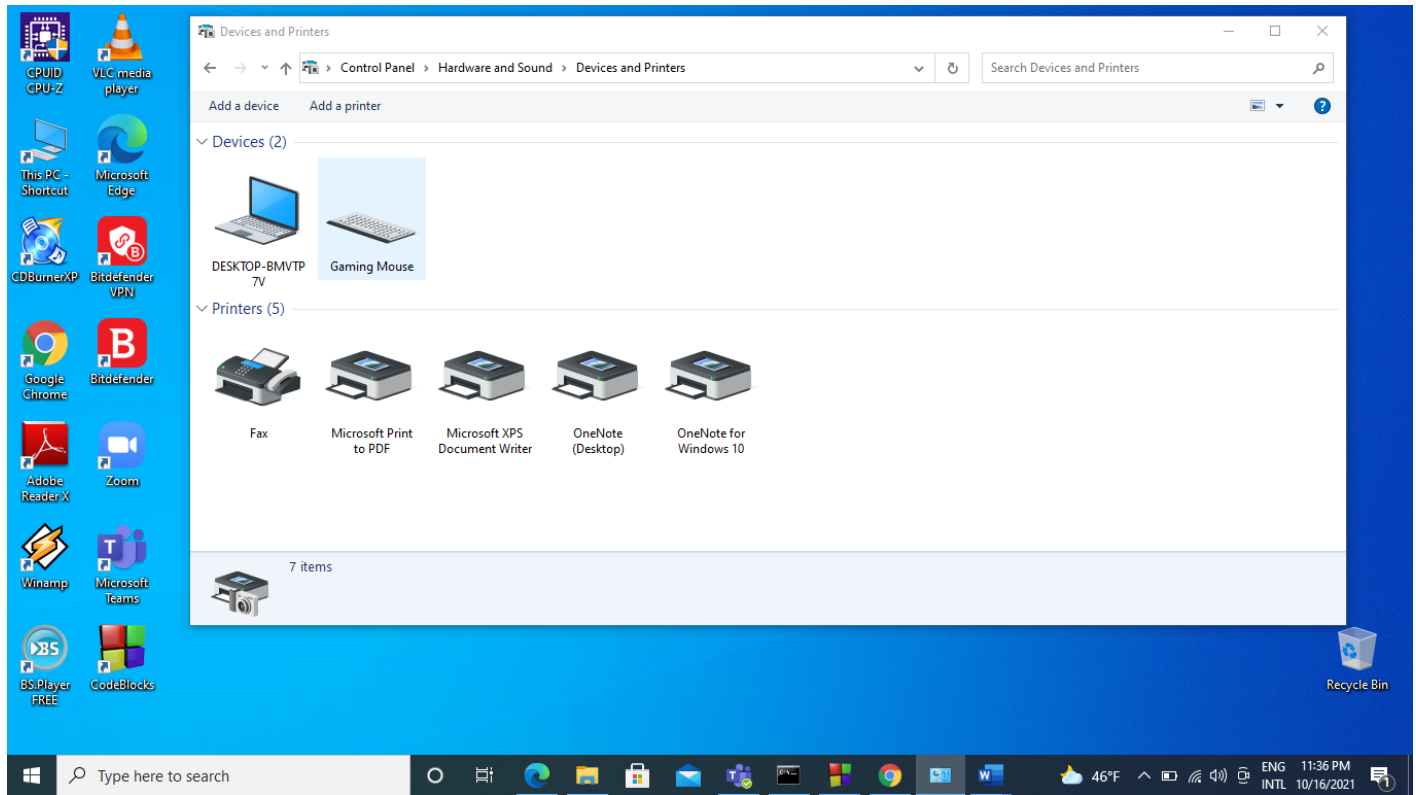 Devices and Printers
Control Panel > Hardware and Sound > Devices and Printers
Search Devices and Printers
Add a device
Add a printer
Devices (2)
DESKTOP-BMVTP
7V
Gaming Mouse
Printers (5)
Fax
Microsoft Print
to PDF
Microsoft XPS
Document Writer
OneNote
(Desktop)
OneNote for
Windows 10
7 items
CPUID
CPU-Z
VLC media
player
This PC -
Shortcut
Microsoft
Edge
CDBurnerXP
Bitdefender
VPN
Google
Chrome
Bitdefender
Adobe
Reader X
Zoom
Winamp
Microsoft
Teams
BS.Player
FREE
CodeBlocks
Recycle Bin
Type here to search
46°F
ENG
INTL
11:36 PM
10/16/2021
1